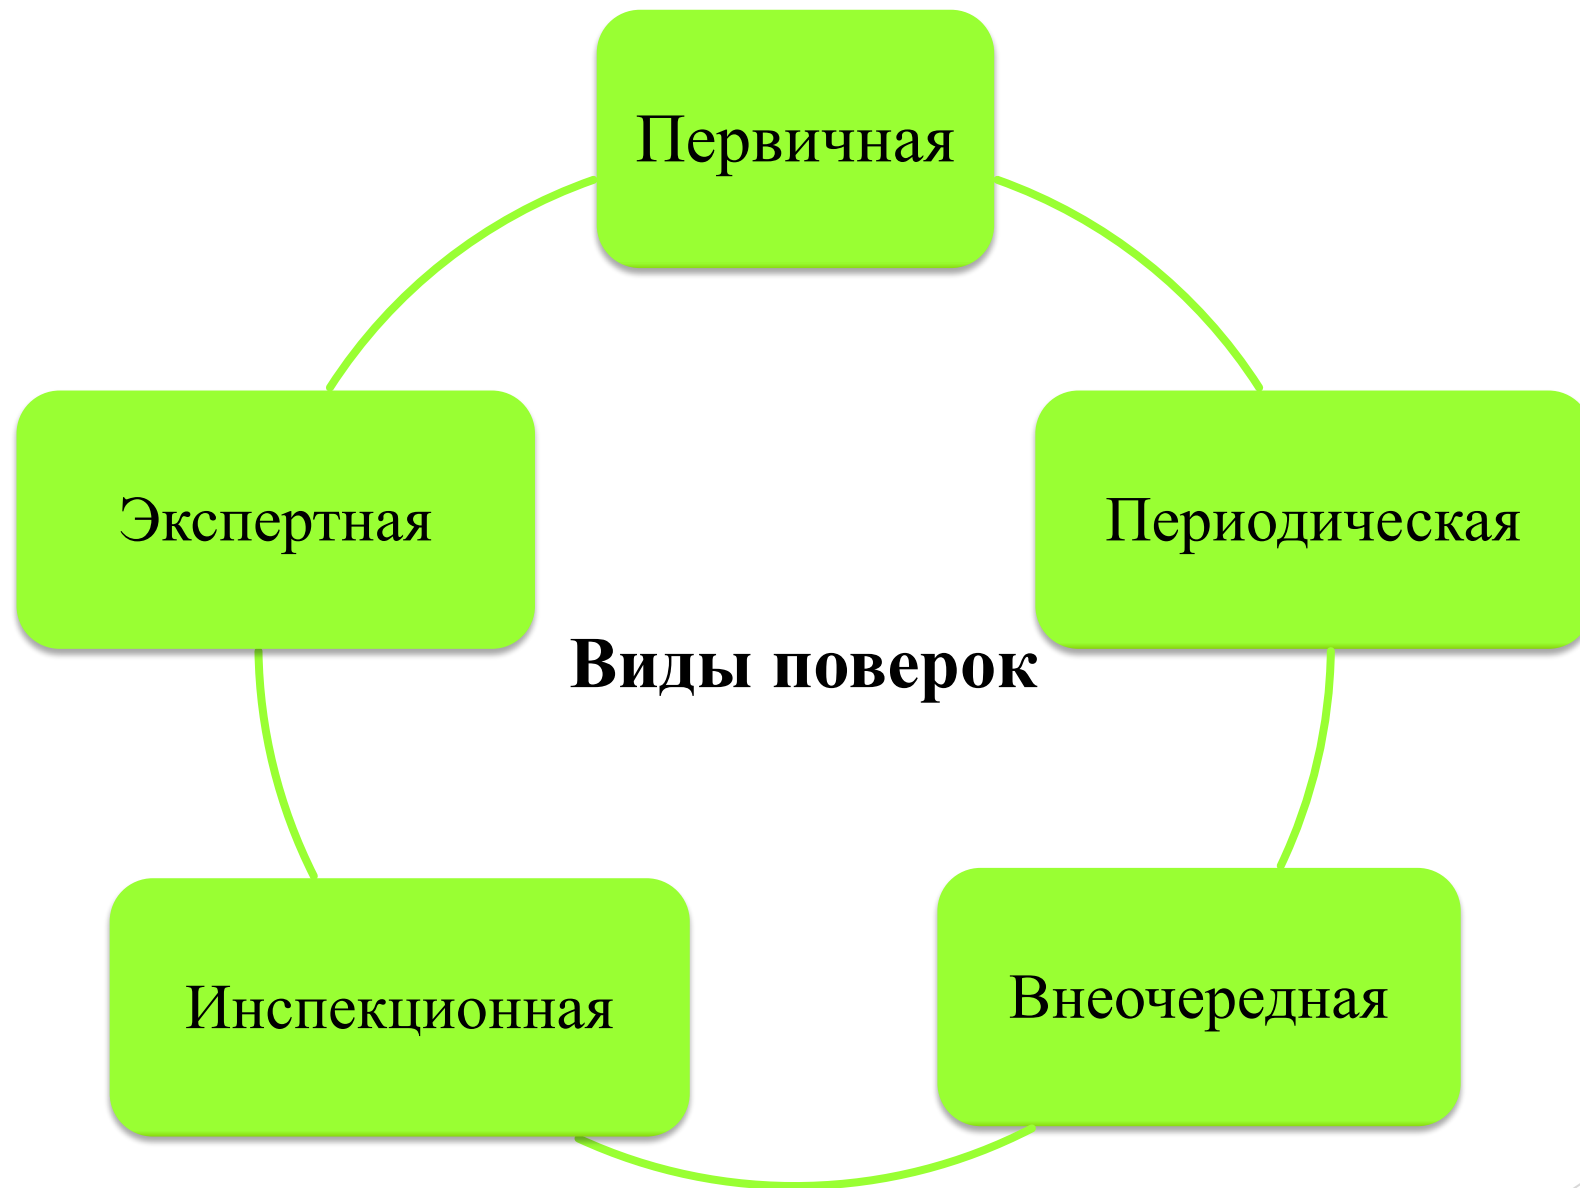 Первичная
Экспертная
Периодическая
Виды поверок
Инспекционная
Внеочередная